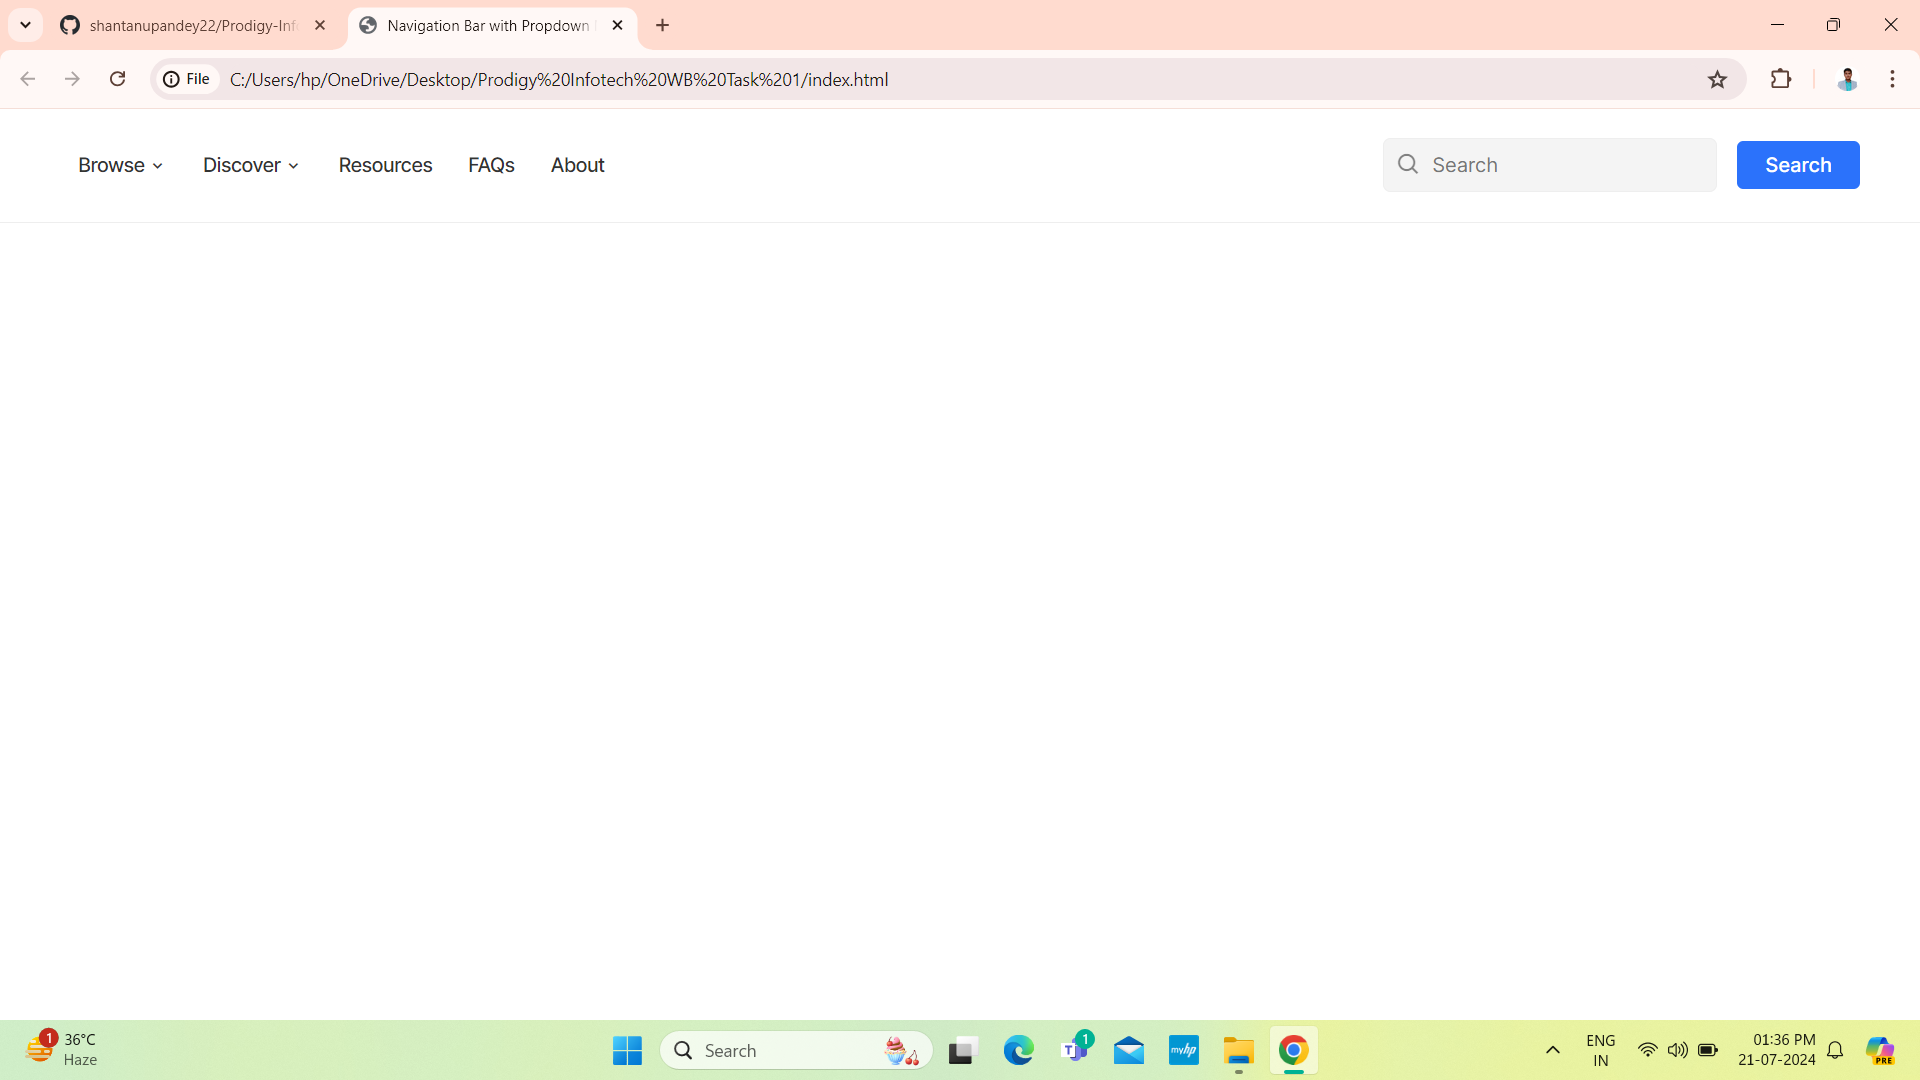 shantanupandey22/Prodigy-Inf
Navigation Bar with Propdown
File
C:/Users/hp/OneDrive/Desktop/Prodigy%20Infotech%20WB%20Task%201/index.html
Browse
Discover
Resources
FAQs
About
Search
Search
1
36°C
Haze
Search
T
1
myhp
ENG
IN
01:36 PM
21-07-2024
PRE